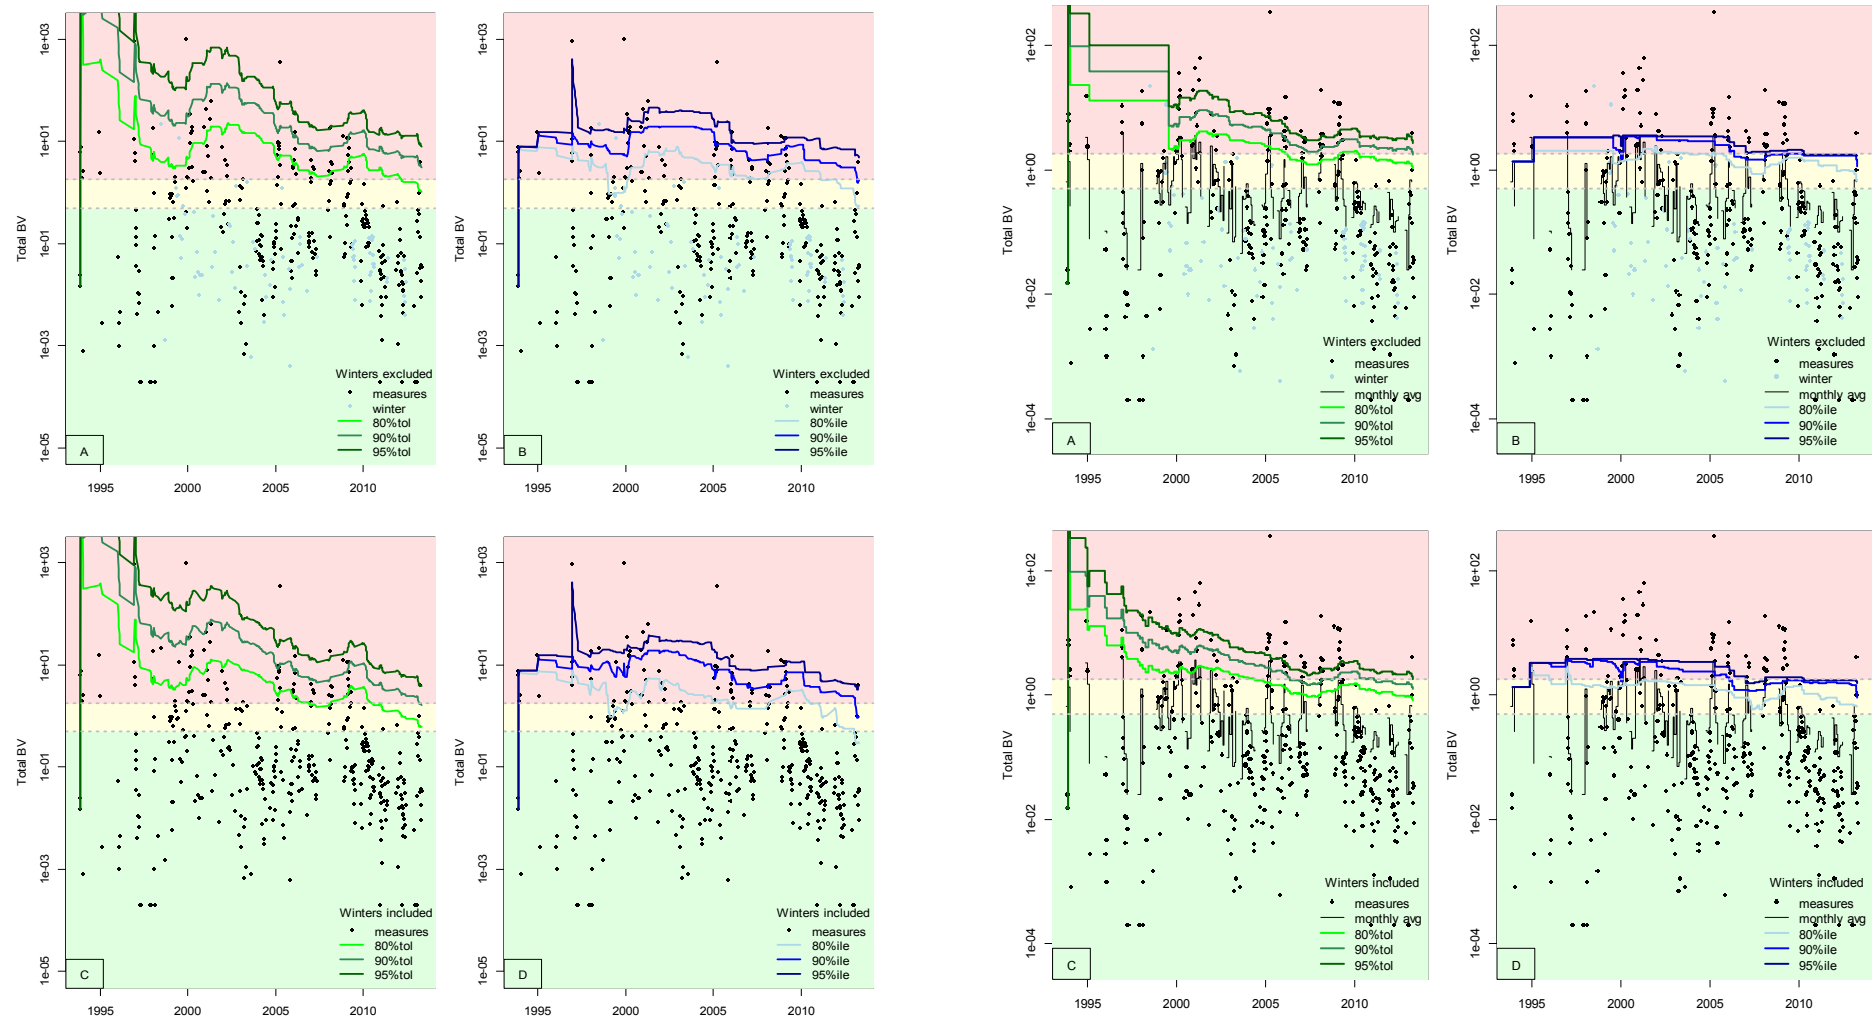 Total BV
1e+03
1e+01
1e-01
1e-03
1e-05
Winters excluded
measures
winter
80%tol
90%tol
95%tol
A
1995
2000
2005
2010
Total BV
1e+03
1e+01
1e-01
1e-03
1e-05
Winters excluded
measures
winter
80%ile
90%ile
95%ile
B
1995
2000
2005
2010
Total BV
1e+02
1e+00
1e-02
1e-04
Winters excluded
measures
winter
monthly avg
80%tol
90%tol
95%tol
A
1995
2000
2005
2010
Total BV
1e+02
1e+00
1e-02
1e-04
Winters excluded
measures
winter
monthly avg
80%ile
90%ile
95%ile
B
1995
2000
2005
2010
Total BV
1e+03
1e+01
1e-01
1e-03
1e-05
Winters included
measures
80%tol
90%tol
95%tol
C
1995
2000
2005
2010
Total BV
1e+03
1e+01
1e-01
1e-03
1e-05
Winters included
measures
80%ile
90%ile
95%ile
D
1995
2000
2005
2010
Total BV
1e+02
1e+00
1e-02
1e-04
Winters included
measures
monthly avg
80%tol
90%tol
95%tol
C
1995
2000
2005
2010
Total BV
1e+02
1e+00
1e-02
1e-04
Winters included
measures
monthly avg
80%ile
90%ile
95%ile
D
1995
2000
2005
2010